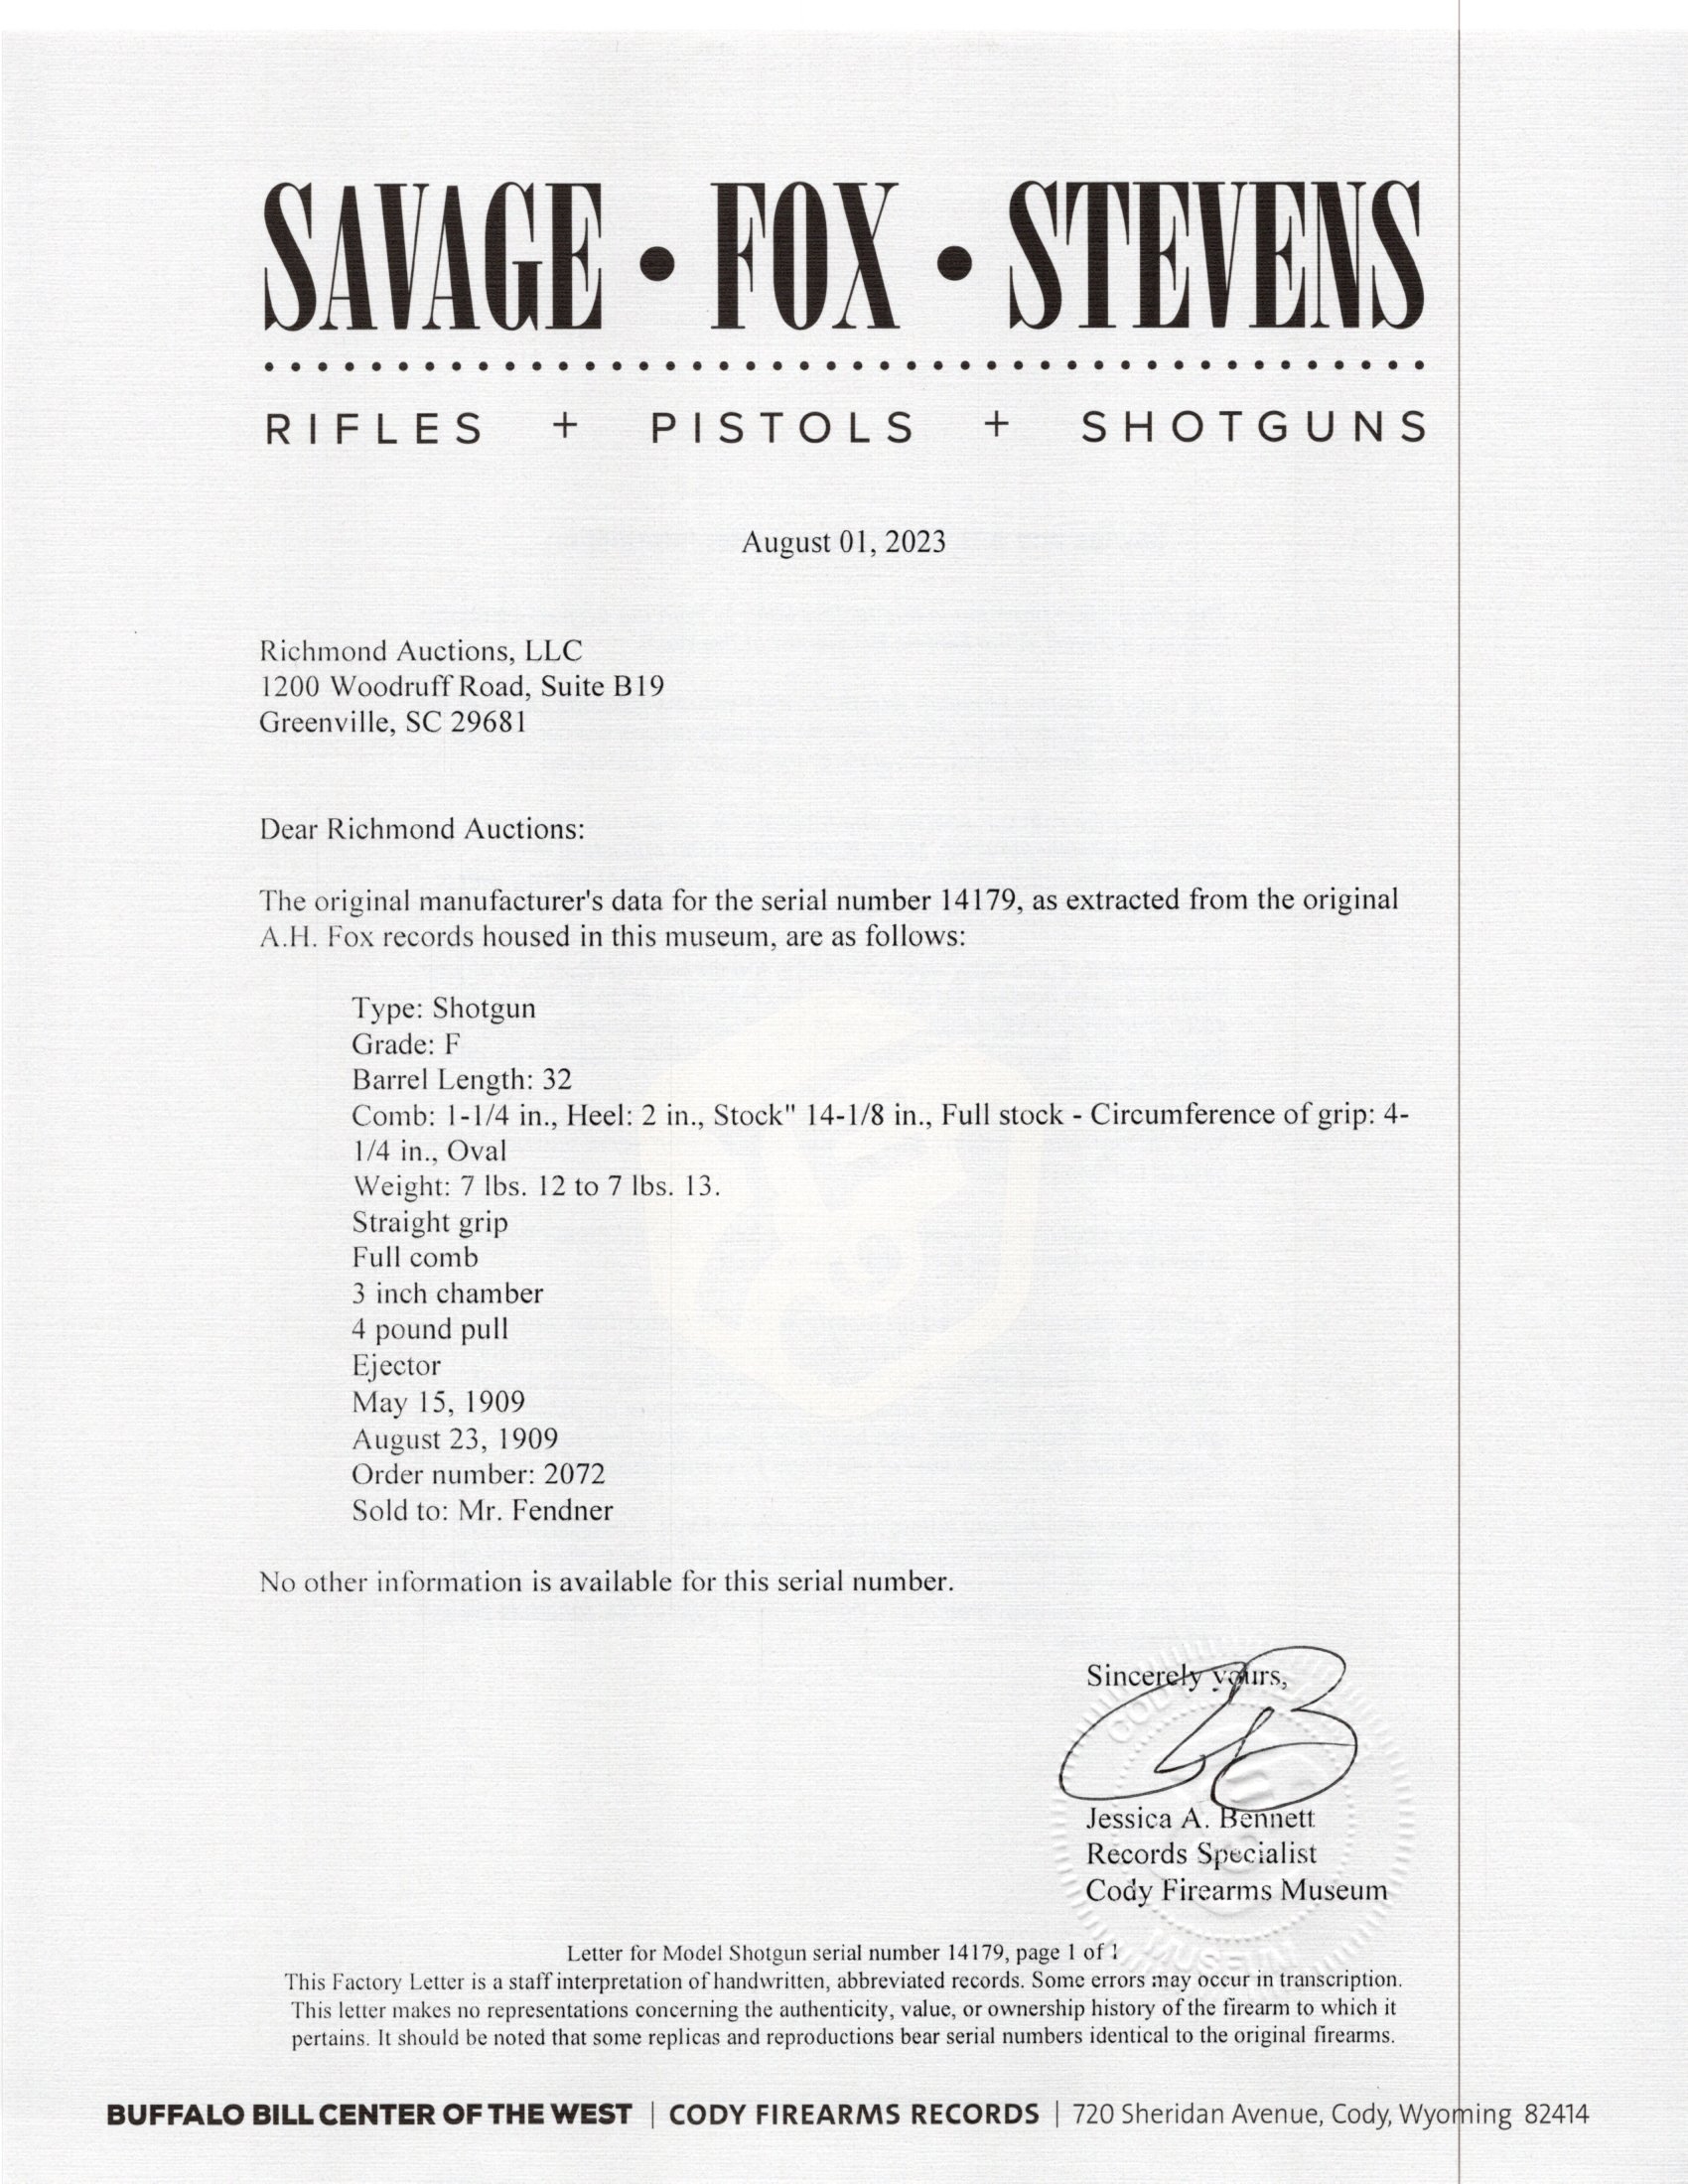 SAVAGE • FOX • STEVENS
RIFLES + PISTOLS + SHOTGUNS
August 01, 2023
Richmond Auctions, LLC
1200 Woodruff Road, Suite B19
Greenville, SC 29681
Dear Richmond Auctions:
The original manufacturer's data for the serial number 14179, as extracted from the original
A.H. Fox records housed in this museum, are as follows:
Type: Shotgun
Grade: F
Barrel Length: 32
Comb: 1-1/4 in., Heel: 2 in., Stock" 14-1/8 in., Full stock - Circumference of grip: 4-
1/4 in., Oval
Weight: 7 lbs. 12 to 7 lbs. 13.
Straight grip
Full comb
3 inch chamber
4 pound pull
Ejector
May 15, 1909
August 23, 1909
Order number: 2072
Sold to: Mr. Fendner
No other information is available for this serial number.
Sincerely yours,
Jessica A. Bennett
Records Specialist
Cody Firearms Museum
Letter for Model Shotgun serial number 14179, page 1 of 1
This Factory Letter is a staff interpretation of handwritten, abbreviated records. Some errors may occur in transcription.
This letter makes no representations concerning the authenticity, value, or ownership history of the firearm to which it
pertains. It should be noted that some replicas and reproductions bear serial numbers identical to the original firearms.
BUFFALO BILL CENTER OF THE WEST | CODY FIREARMS RECORDS | 720 Sheridan Avenue, Cody, Wyoming 82414